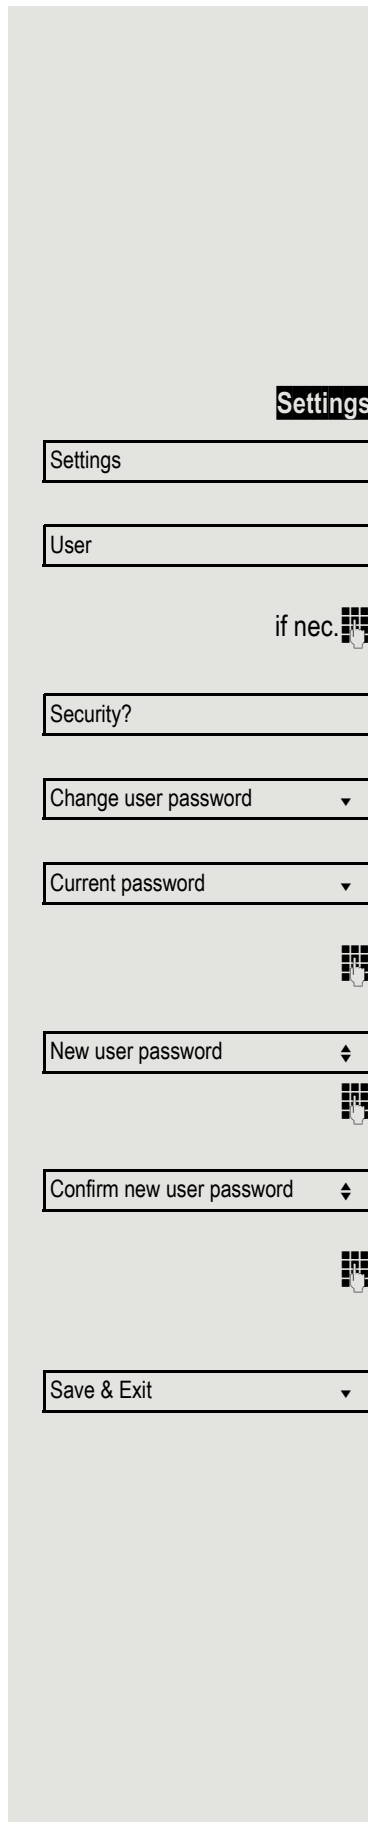 Settings
Settings
User
if nec.
Security?
Change user password
Current password
New user password
Confirm new user password
Save & Exit